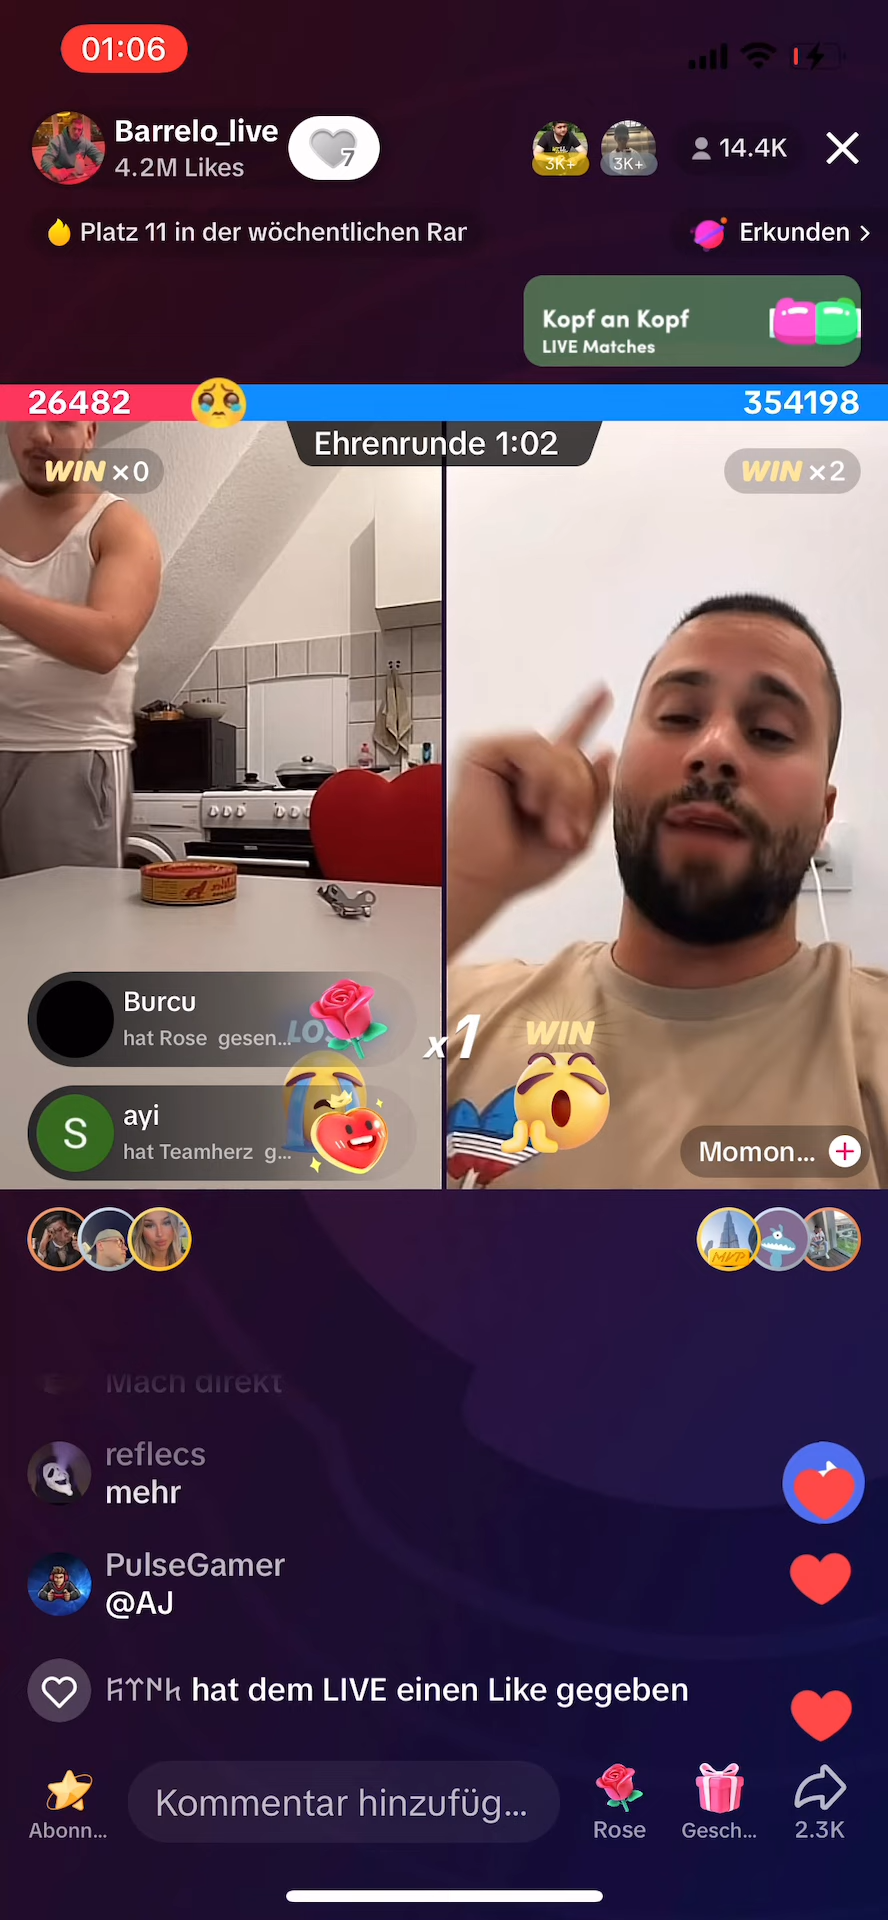 01:06
Barrelo_live
4.2M Likes
7
3K+
3K+
14.4K
Platz 11 in der wöchentlichen Rar
Erkunden >
Kopf an Kopf
LIVE Matches
26482
354198
Ehrenrunde 1:02
WIN x0
WIN x2
Burcu
hat Rose gesen...
x1
WIN
S
ayi
hat Teamherz g...
Momon...
MVP
Mach direkt
reflecs
mehr
PulseGamer
@AJ
hat dem LIVE einen Like gegeben
Kommentar hinzufüg...
Abonn...
Rose
Gesch...
2.3K